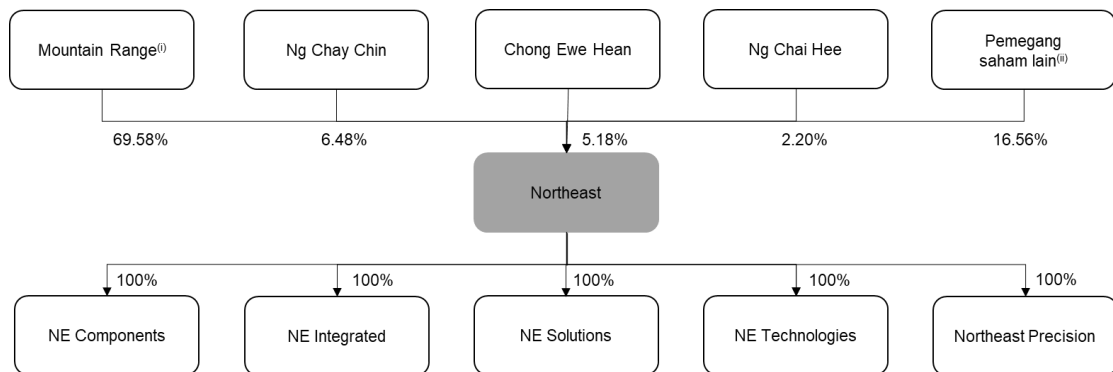 Mountain Range(i)
Ng Chay Chin
Chong Ewe Hean
Ng Chai Hee
Pemegang
saham lain(ii)
69.58%
6.48%
5.18%
2.20%
16.56%
Northeast
100%
100%
100%
100%
100%
NE Components
NE Integrated
NE Solutions
NE Technologies
Northeast Precision